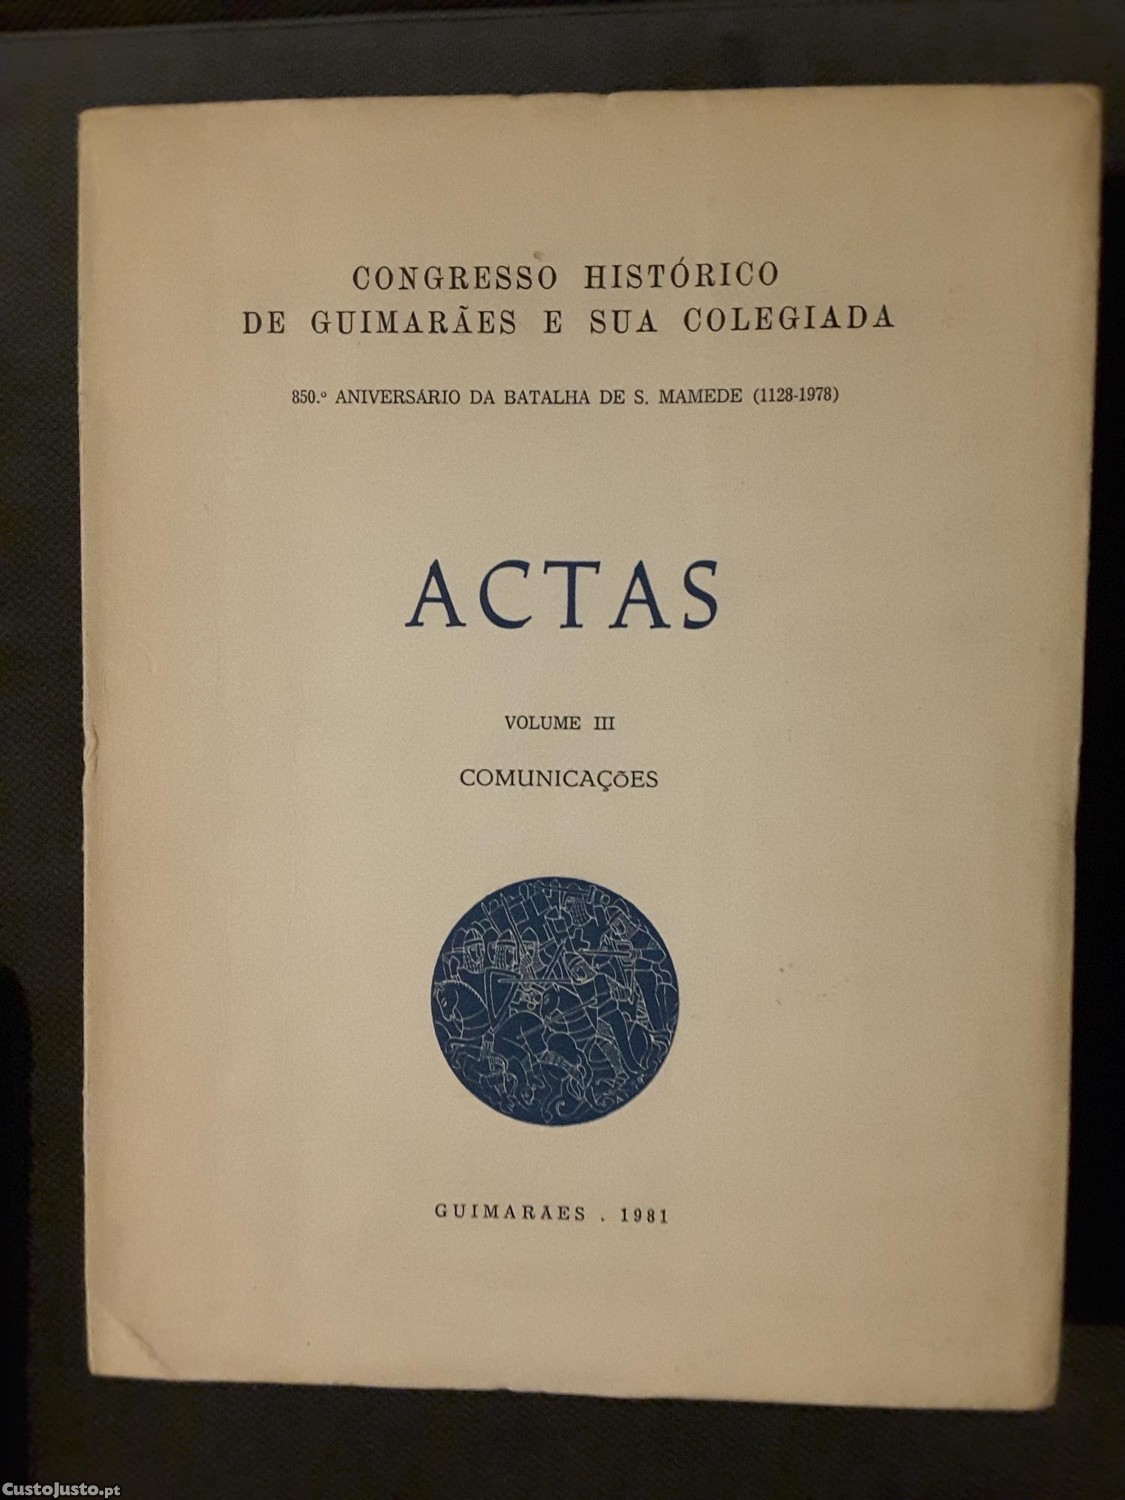 CONGRESSO HISTÓRICO
DE GUIMARÃES E SUA COLEGIADA
850.º ANIVERSÁRIO DA BATALHA DE S. MAMEDE (1128-1978)
ACTAS
VOLUME III
COMUNICAÇÕES
GUIMARÃES . 1981
CustoJusto.pt